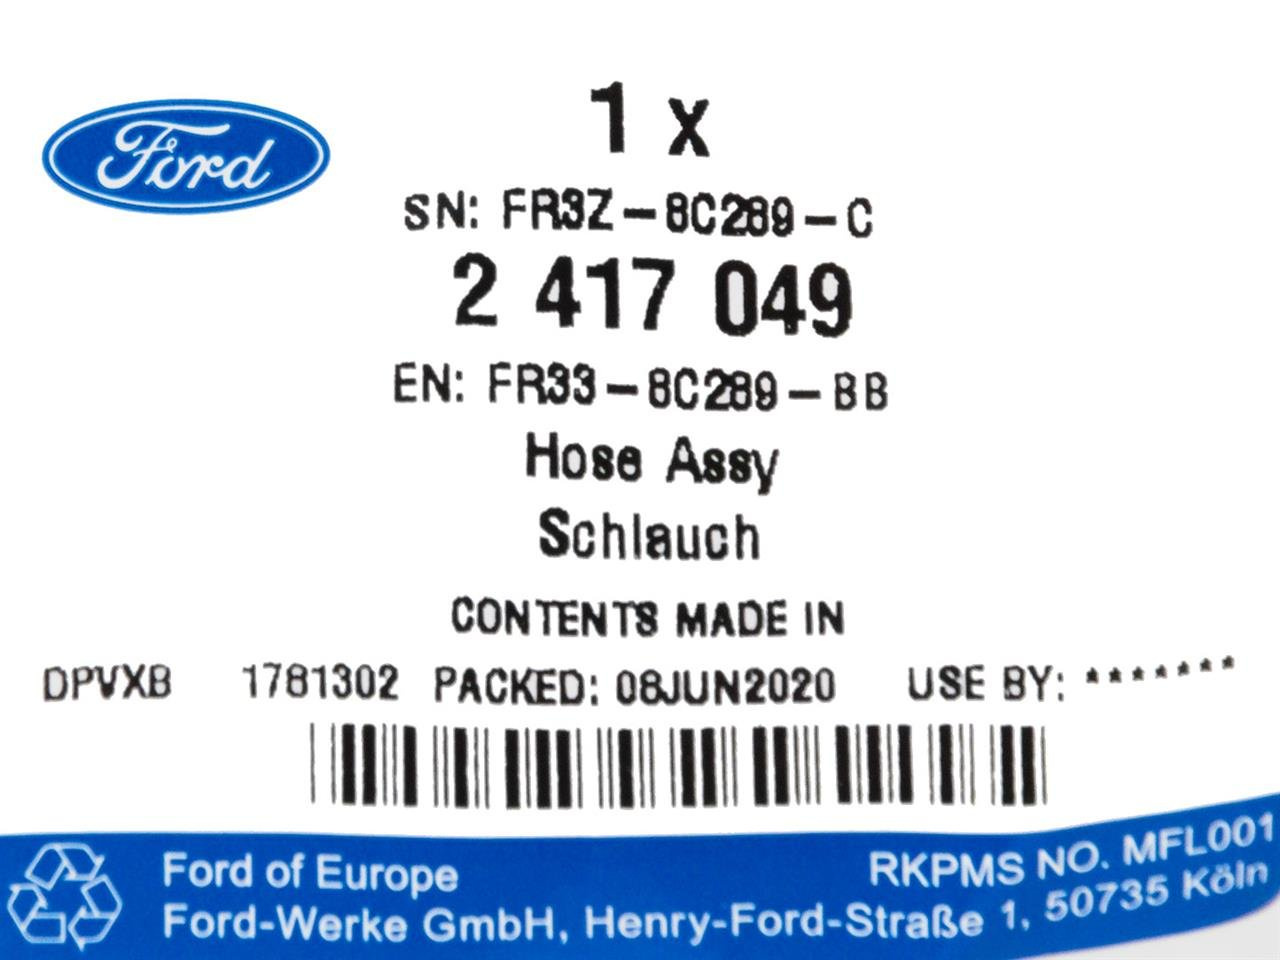 Ford
1 x
SN: FR3Z-8C289-C
2 417 049
EN: FR33-8C289-BB
Hose Assy
Schlauch
CONTENTS MADE IN
DPVXB 1781302 PACKED: 08JUN2020 USE BY: *******
Ford of Europe RKPMS NO. MFL001
Ford-Werke GmbH, Henry-Ford-Straße 1, 50735 Köln